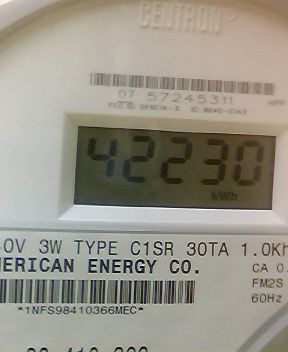 CENTRON®
07 57245311
42230
kWh
0V 3W TYPE C1SR 30TA 1.0Kh
MERICAN ENERGY CO.
CA 0.
FM2S
60Hz
*1NFS98410366MEC*